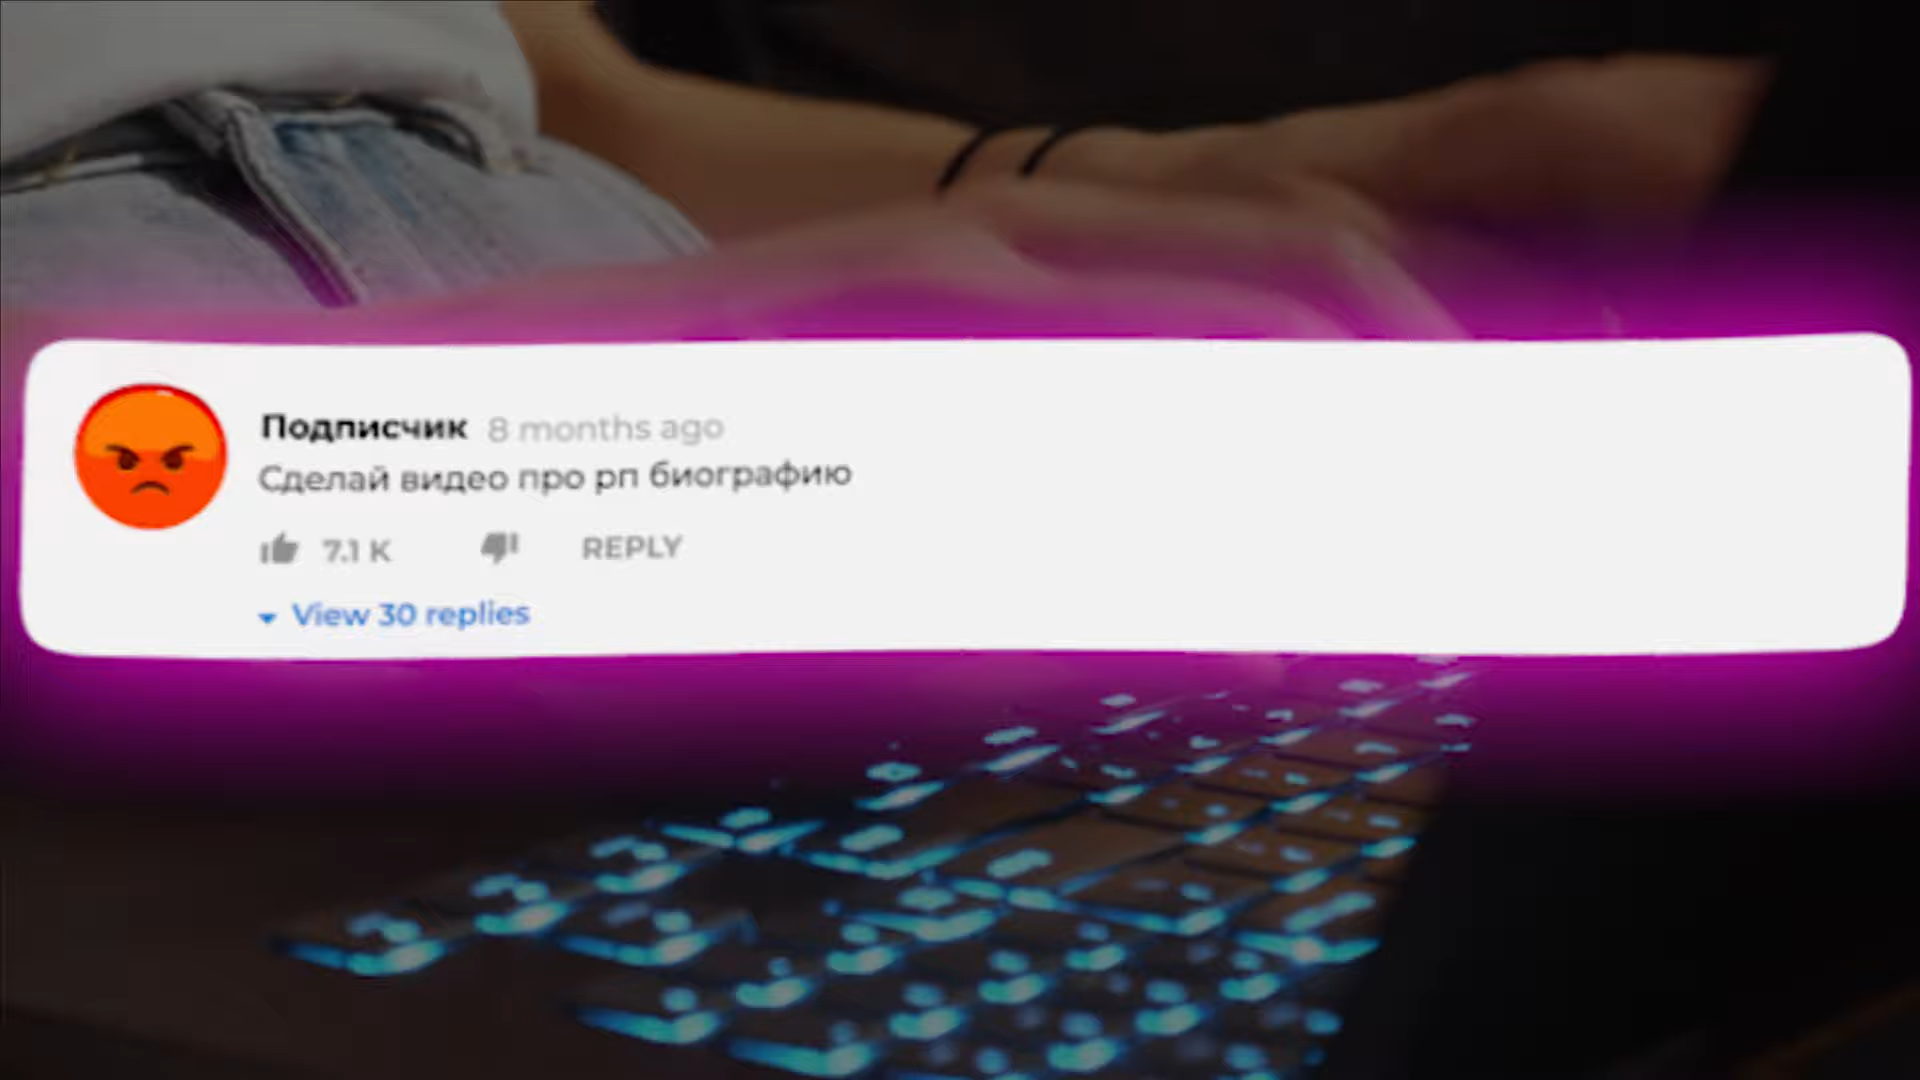 Подписчик 8 months ago
Сделай видео про рп биографию
7.1 K REPLY
View 30 replies